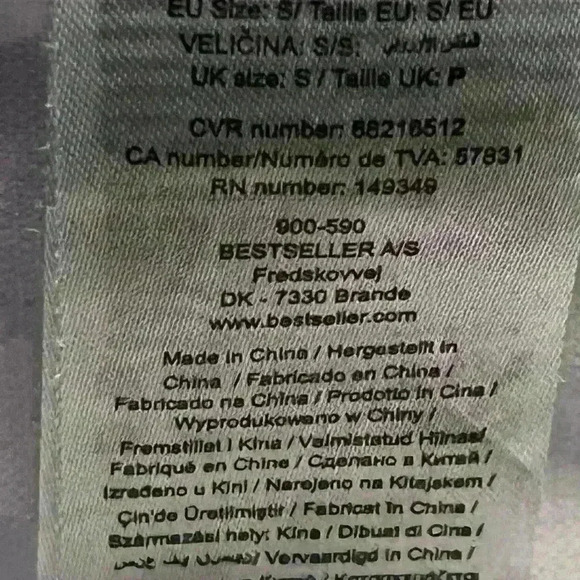 EU Size: S/ Taille EU: S/ EU
VELIČINA: S/S:
UK size: S / Taille UK: P
CVR number: 88216512
CA number/Numéro de TVA: 57831
RN number: 149349
900-590
BESTSELLER A/S
Fredskovvej
DK - 7330 Brande
www.bestseller.com
Made in China / Hergestellt in
China / Fabricado en China /
Fabricado na China / Prodotto in Cina /
Wyprodukowano w Chiny /
Fremstillet i Kina / Valmistatud Hiinas/
Fabriqué en Chine / Сделано в Китай /
Izrađeno u Kini / Narejeno na Kitajskem /
Çin'de Üretilmiştir / Fabricat în China /
Származási hely: Kína / Dibuat di Cina /
Vervaardigd in China /